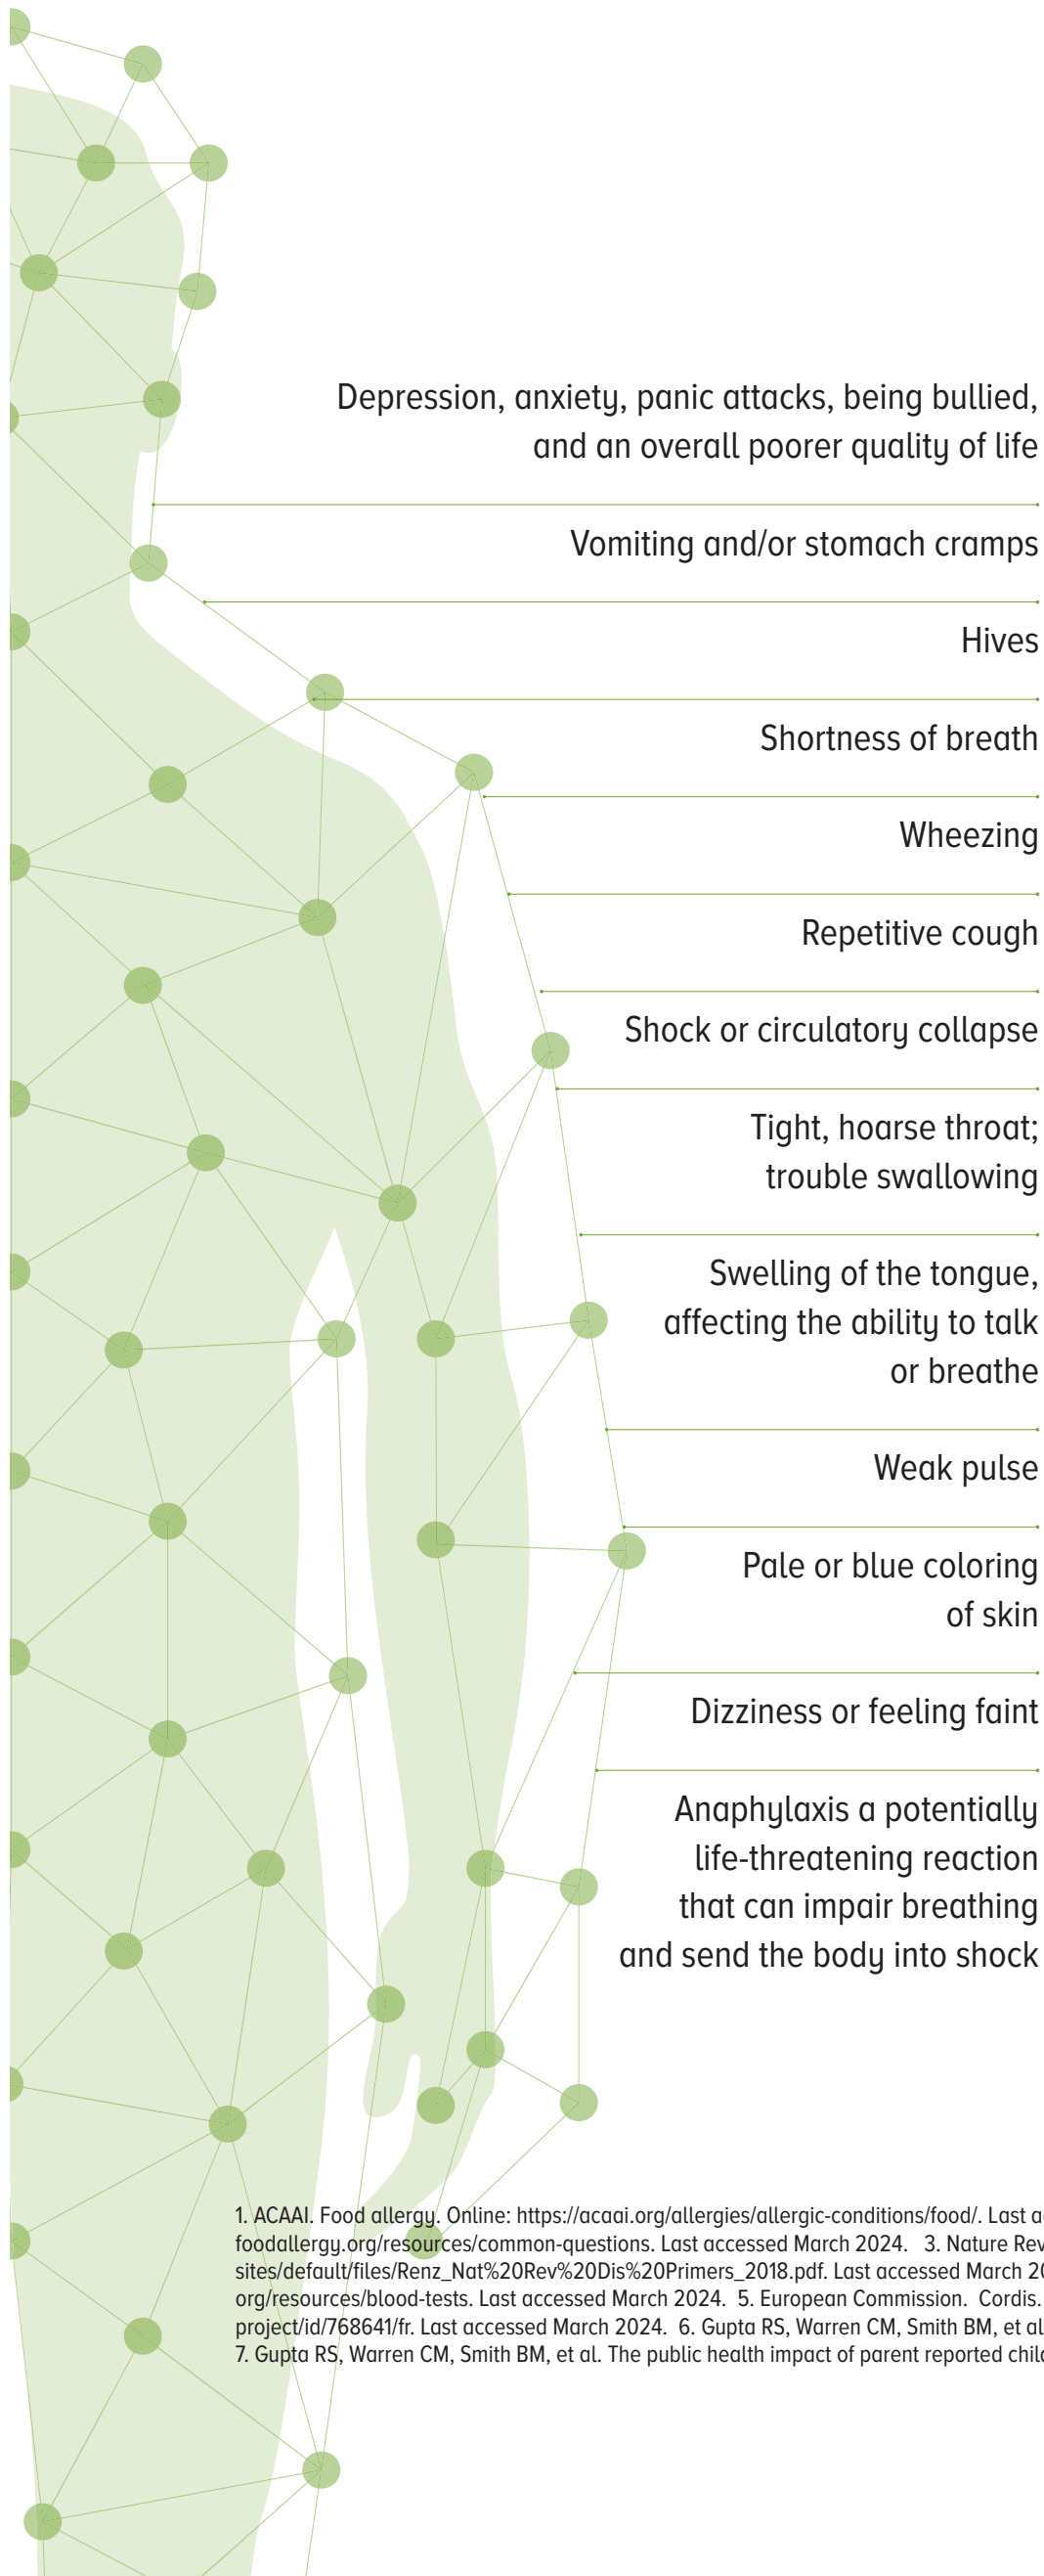 Depression, anxiety, panic attacks, being bullied,
and an overall poorer quality of life
Vomiting and/or stomach cramps
Hives
Shortness of breath
Wheezing
Repetitive cough
Shock or circulatory collapse
Tight, hoarse throat;
trouble swallowing
Swelling of the tongue,
affecting the ability to talk
or breathe
Weak pulse
Pale or blue coloring
of skin
Dizziness or feeling faint
Anaphylaxis a potentially
life-threatening reaction
that can impair breathing
and send the body into shock
1. ACAAI. Food allergy. Online: https://acaai.org/allergies/allergic-conditions/food/. Last
foodallergy.org/resources/common-questions. Last accessed March 2024. 3. Nature Rev
sites/default/files/Renz_Nat%20Rev%20Dis%20Primers_2018.pdf. Last accessed March
org/resources/blood-tests. Last accessed March 2024. 5. European Commission. Cordis.
project/id/768641/fr. Last accessed March 2024. 6. Gupta RS, Warren CM, Smith BM, et al
7. Gupta RS, Warren CM, Smith BM, et al. The public health impact of parent reported